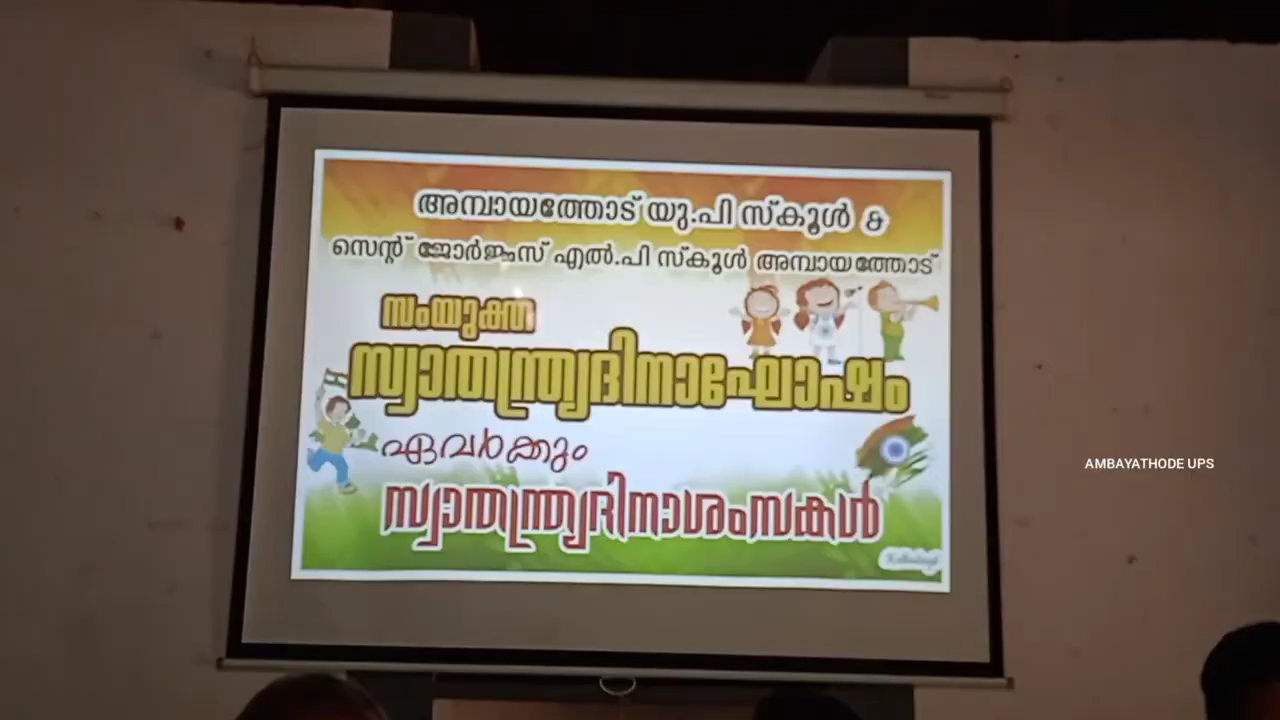 അമ്പായത്തോട് യു.പി സ്കൂൾ &
സെന്റ് ജോർജ്ജസ് എൽ.പി സ്കൂൾ അമ്പായത്തോട്
സംയുക്ത
സ്വാതന്ത്ര്യദിനാഘോഷം
ഏവർക്കും
സ്വാതന്ത്ര്യദിനാശംസകൾ
AMBAYATHODE UPS